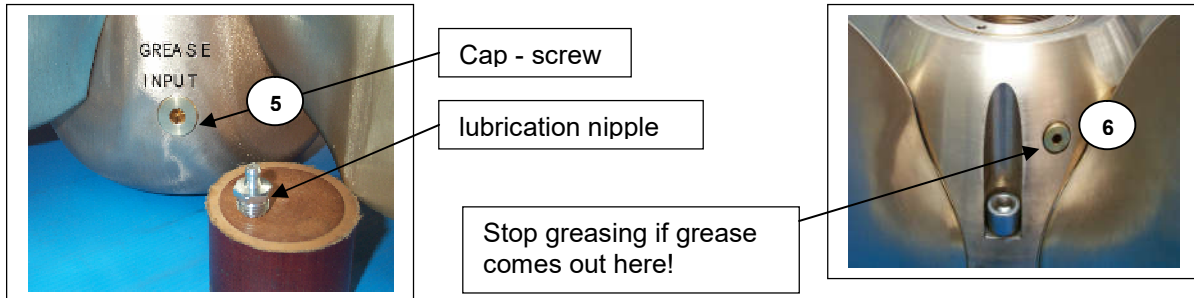 GREASE
INPUT
5
Cap - screw
lubrication nipple
Stop greasing if grease
comes out here!
6